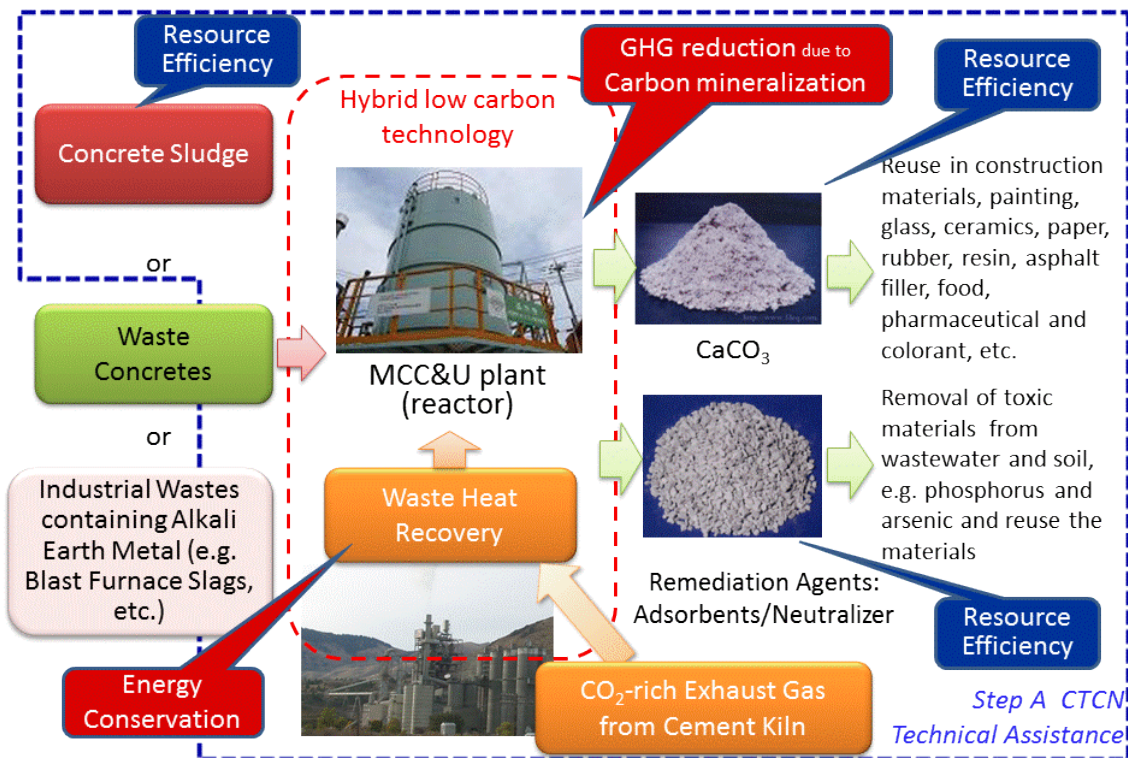 Resource
Efficiency
GHG reduction due to
Carbon mineralization
Resource
Efficiency
Hybrid low carbon
technology
Concrete Sludge
or
Waste
Concretes
or
Industrial Wastes
containing Alkali
Earth Metal (e.g.
Blast Furnace Slags,
etc.)
MCC&U plant
(reactor)
Waste Heat
Recovery
Energy
Conservation
CO₂-rich Exhaust Gas
from Cement Kiln
CaCO₃
Reuse in construction
materials, painting,
glass, ceramics, paper,
rubber, resin, asphalt
filler, food,
pharmaceutical and
colorant, etc.
Remediation Agents:
Adsorbents/Neutralizer
Removal of toxic
materials from
wastewater and soil,
e.g. phosphorus and
arsenic and reuse the
materials
Resource
Efficiency
Step A CTCN
Technical Assistance